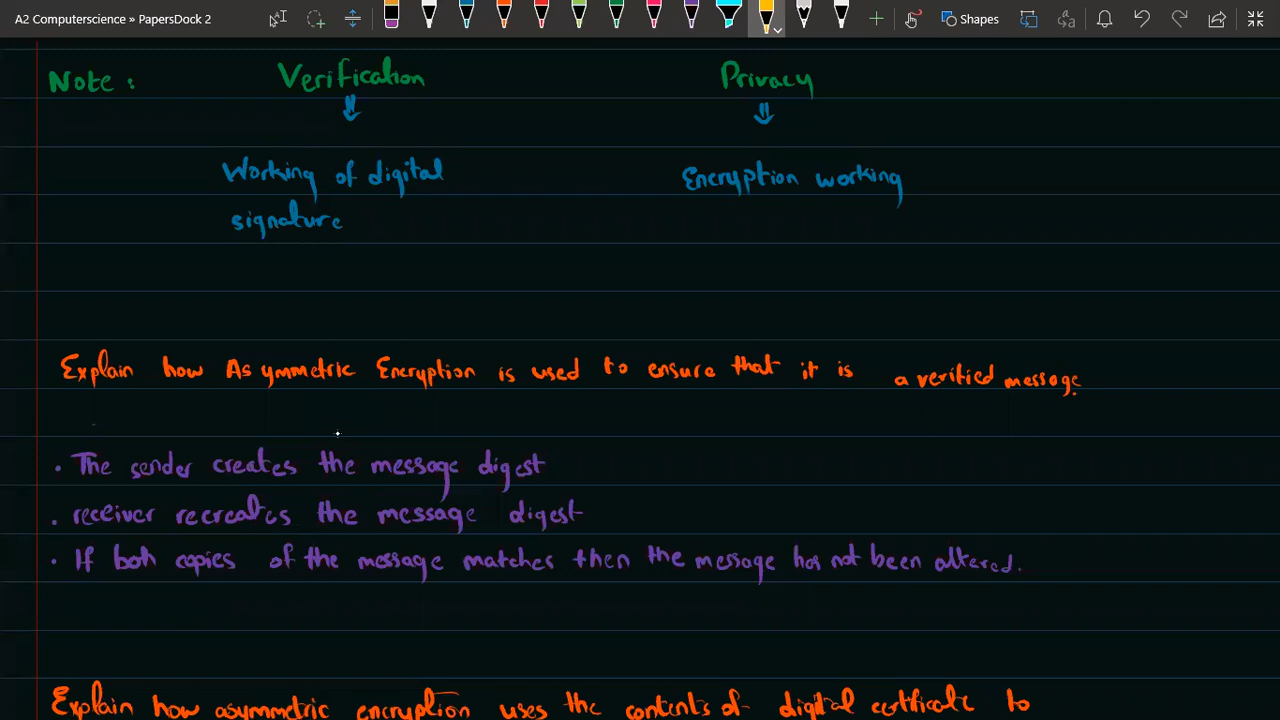 A2 Computerscience » PapersDock 2
Shapes
Note : Verification Privacy
Working of digital Encryption working
signature
Explain how Asymmetric Encryption is used to ensure that it is a verified message.
• The sender creates the message digest
• receiver recreates the message digest
• If both copies of the message matches then the message has not been altered.
Explain how asymmetric encryption uses the contents of digital certficate to